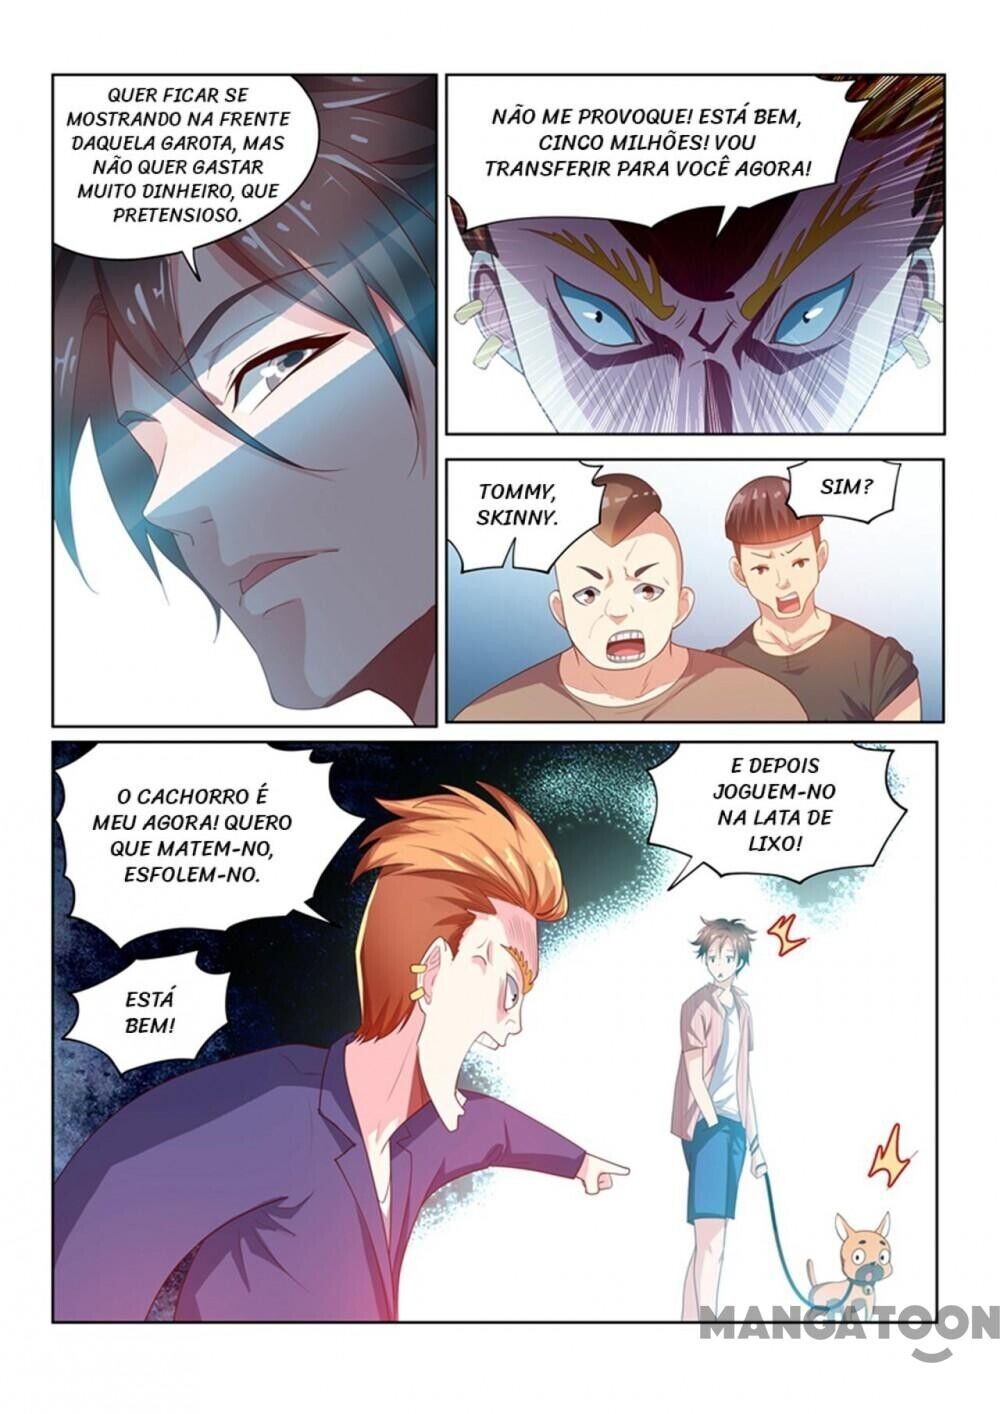 QUER FICAR SE
MOSTRANDO NA FRENTE
DAQUELA GAROTA, MAS
NÃO QUER GASTAR
MUITO DINHEIRO, QUE
PRETENSIOSO.
NÃO ME PROVOQUE! ESTÁ BEM,
CINCO MILHÕES! VOU
TRANSFERIR PARA VOCÊ AGORA!
TOMMY,
SKINNY.
SIM?
O CACHORRO É
MEU AGORA! QUERO
QUE MATEM-NO,
ESFOLEM-NO.
E DEPOIS
JOGUEM-NO
NA LATA DE
LIXO!
ESTÁ
BEM!
MANGATOON